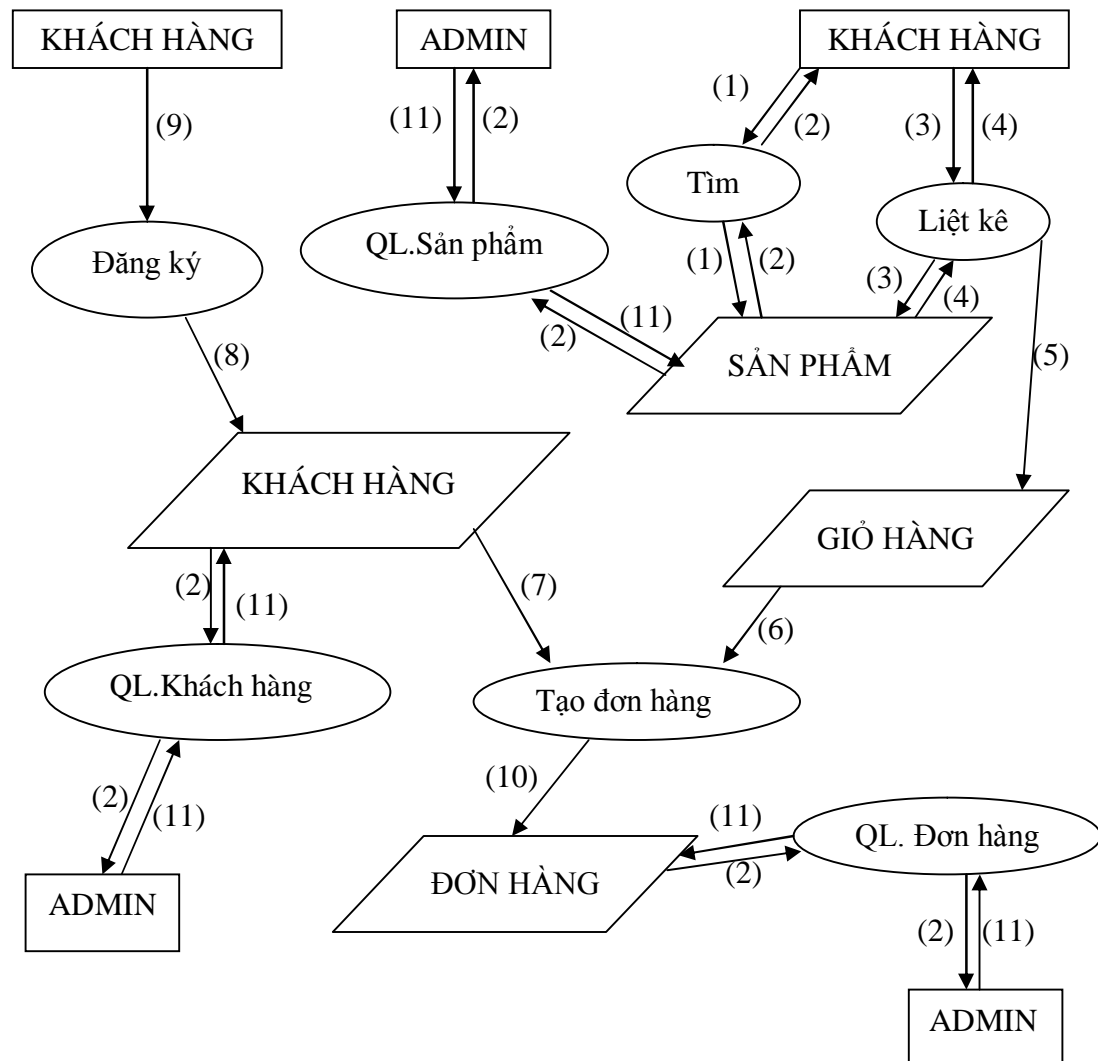 KHÁCH HÀNG
ADMIN
KHÁCH HÀNG
(1)
(11)
(2)
(2)
(3)
(4)
(9)
Tìm
Liệt kê
QL.Sản phẩm
Đăng ký
(1)
(2)
(3)
(4)
(11)
(2)
(8)
(5)
SẢN PHẨM
KHÁCH HÀNG
GIỎ HÀNG
(2)
(11)
(7)
(6)
QL.Khách hàng
Tạo đơn hàng
(2)
(11)
(10)
(11)
QL. Đơn hàng
(2)
ĐƠN HÀNG
ADMIN
(2)
(11)
ADMIN